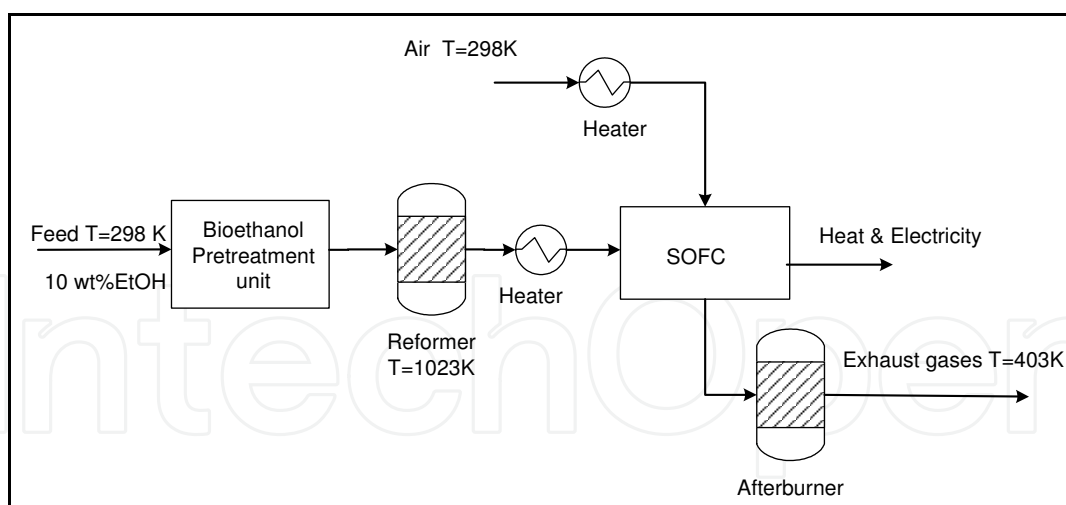 Air T=298K
Heater
Feed T=298 K
10 wt%EtOH
Bioethanol
Pretreatment
unit
Reformer
T=1023K
Heater
SOFC
Heat & Electricity
Exhaust gases T=403K
Afterburner
IntechOpen